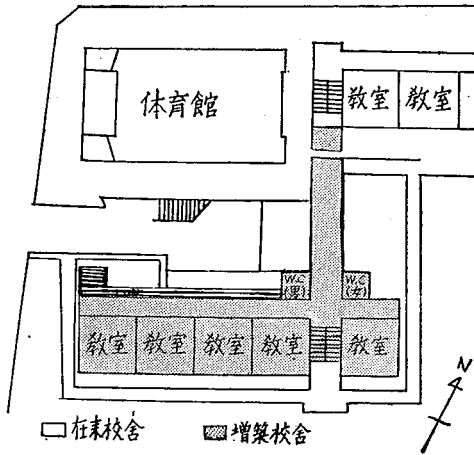 体育館
教室 教室
W.C (男) W.C (女)
教室 教室 教室 教室 教室
N
在来校舎 増築校舎